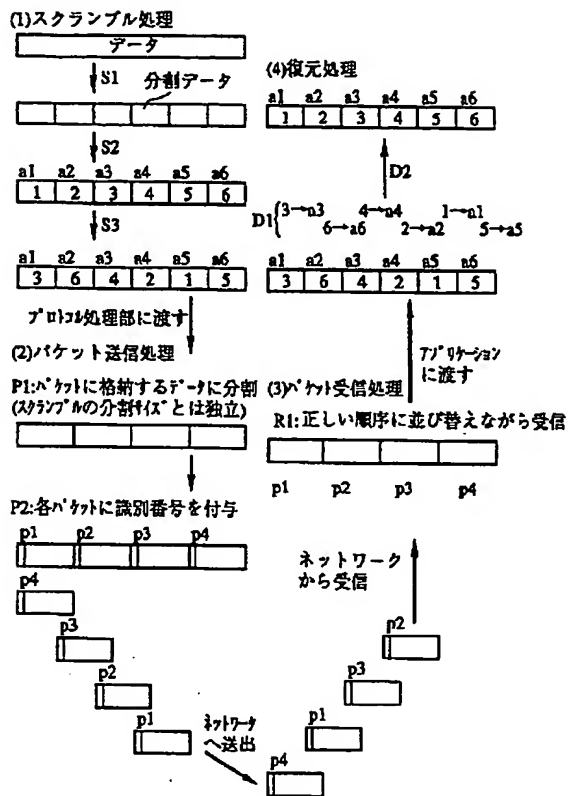 (1)スクランブル処理
データ
S1
分割データ
S2
a1 a2 a3 a4 a5 a6
1 2 3 4 5 6
S3
a1 a2 a3 a4 a5 a6
3 6 4 2 1 5
プロトコル処理部に渡す
(2)パケット送信処理
P1:パケットに格納するデータに分割
(スクランブルの分割サイズとは独立)
P2:各パケットに識別番号を付与
p1 p2 p3 p4
p4
p3
p2
p1
ネットワーク
へ送出
p4
p1
p3
p2
ネットワーク
から受信
(3)パケット受信処理
R1:正しい順序に並び替えながら受信
p1 p2 p3 p4
アプリケーション
に渡す
a1 a2 a3 a4 a5 a6
3 6 4 2 1 5
D1{ 3→a3 4→a4 1→a1
6→a6 2→a2 5→a5
D2
(4)復元処理
a1 a2 a3 a4 a5 a6
1 2 3 4 5 6